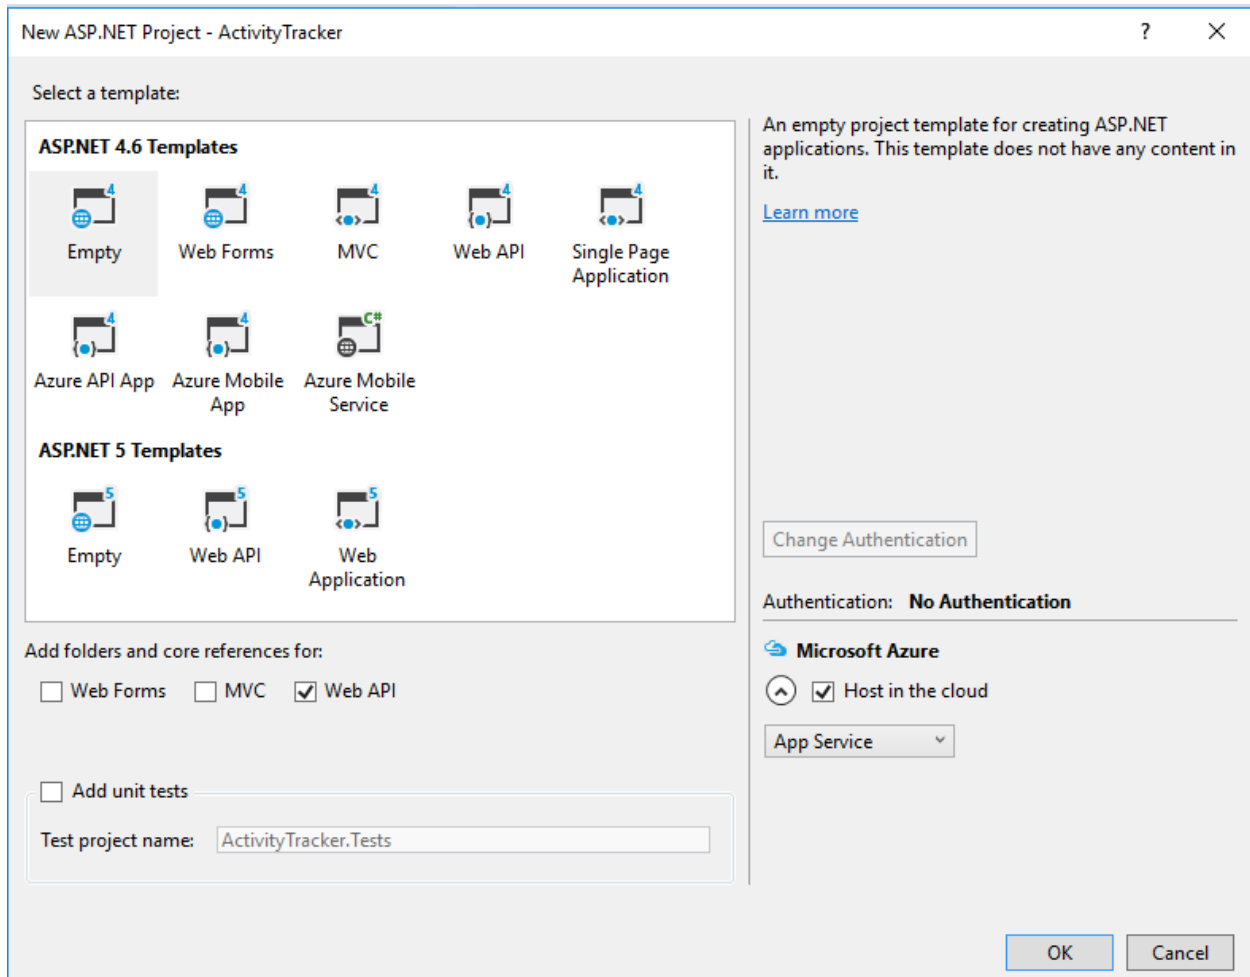 New ASP.NET Project - ActivityTracker
?
Select a template:
ASP.NET 4.6 Templates
4
4
4
4
4
Empty
Web Forms
MVC
Web API
Single Page
Application
4
4
C#
Azure API App
Azure Mobile
App
Azure Mobile
Service
ASP.NET 5 Templates
5
5
5
Empty
Web API
Web
Application
Add folders and core references for:
Web Forms
MVC
Web API
Add unit tests
Test project name:
ActivityTracker.Tests
An empty project template for creating ASP.NET
applications. This template does not have any content in
it.
Learn more
Change Authentication
Authentication: No Authentication
Microsoft Azure
Host in the cloud
App Service
OK
Cancel